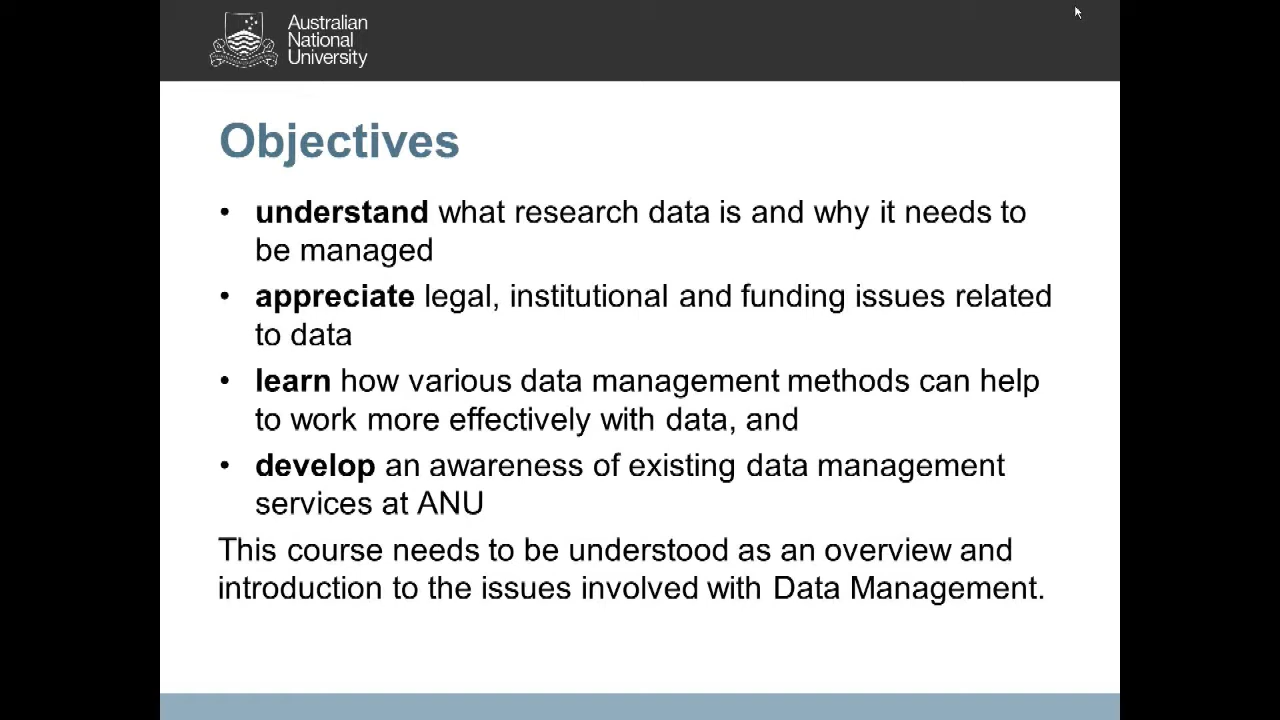 Australian
National
University
Objectives
• understand what research data is and why it needs to
be managed
• appreciate legal, institutional and funding issues related
to data
• learn how various data management methods can help
to work more effectively with data, and
• develop an awareness of existing data management
services at ANU
This course needs to be understood as an overview and
introduction to the issues involved with Data Management.